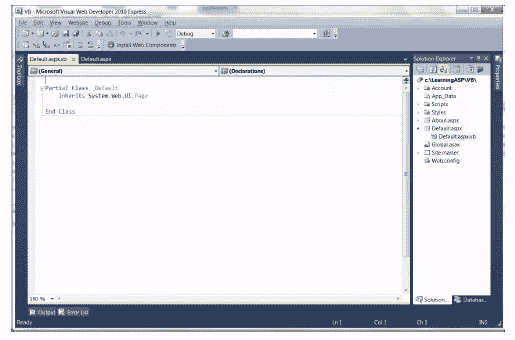 VB - Microsoft Visual Web Developer 2010 Express
File Edit View Website Debug Tools Window Help
Debug
Install Web Components
Default.aspx.vb Default.aspx
(General) (Declarations)
Partial Class _Default
Inherits System.Web.UI.Page
End Class
100 %
Toolbox
Solution Explorer
C:\LearningASP\VB\
Account
App_Data
Scripts
Styles
About.aspx
Default.aspx
Default.aspx.vb
Global.asax
Site.master
Web.config
Solution...
Properties
Output Error List
Ready Ln 1 Col 1 Ch 1 INS